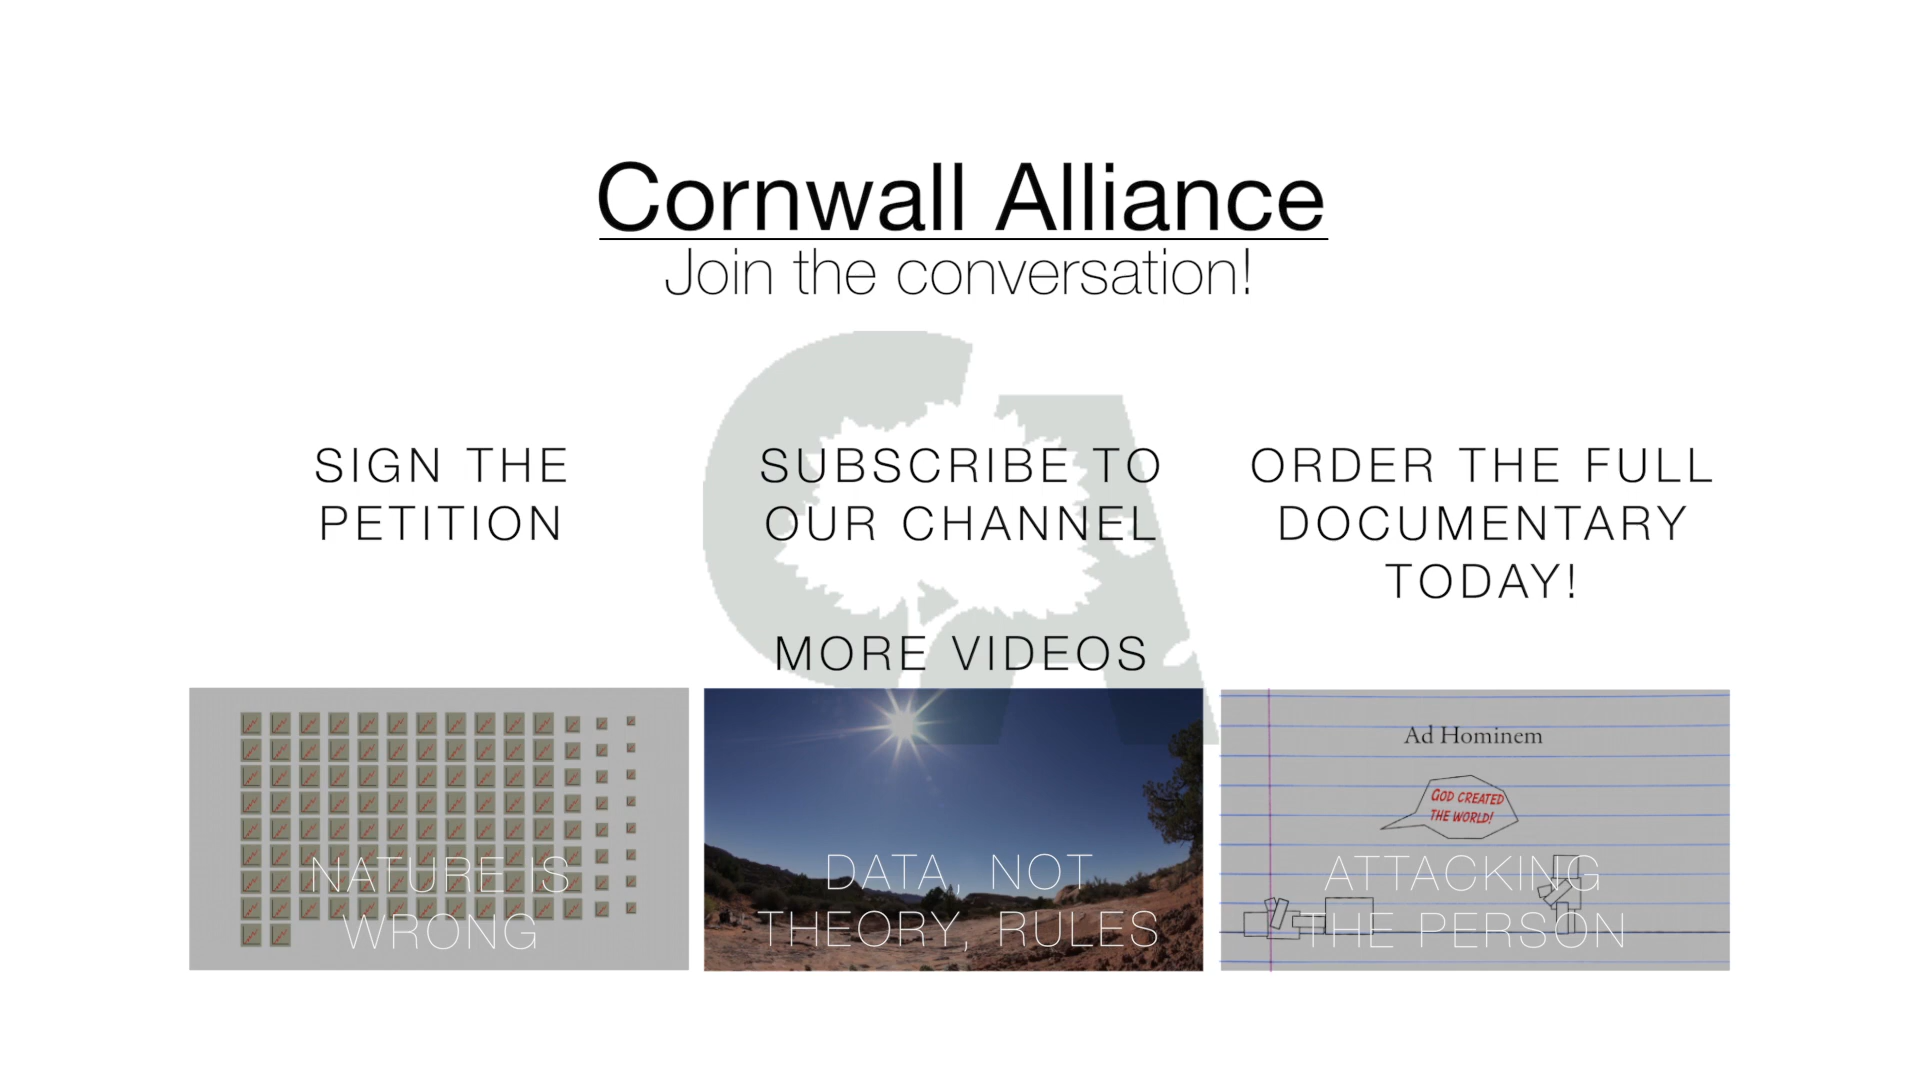 Cornwall Alliance
Join the conversation!
SIGN THE
PETITION
SUBSCRIBE TO
OUR CHANNEL
ORDER THE FULL
DOCUMENTARY
TODAY!
MORE VIDEOS
NATURE IS
WRONG
DATA, NOT
THEORY, RULES
Ad Hominem
GOD CREATED
THE WORLD!
ATTACKING
THE PERSON